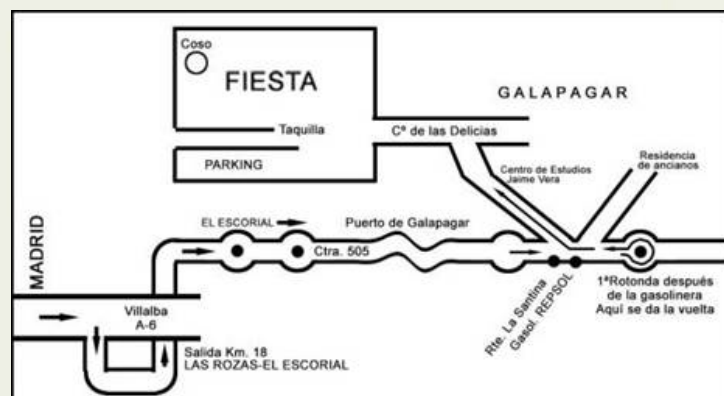 Coso
FIESTA
Taquilla
PARKING
GALAPAGAR
Cº de las Delicias
Centro de Estudios
Jaime Vera
Residencia
de ancianos
MADRID
EL ESCORIAL
Puerto de Galapagar
Ctra. 505
Villalba
A-6
Salida Km. 18
LAS ROZAS-EL ESCORIAL
Rte. La Santina
Gasol. REPSOL
1ªRotonda después
de la gasolinera
Aquí se da la vuelta